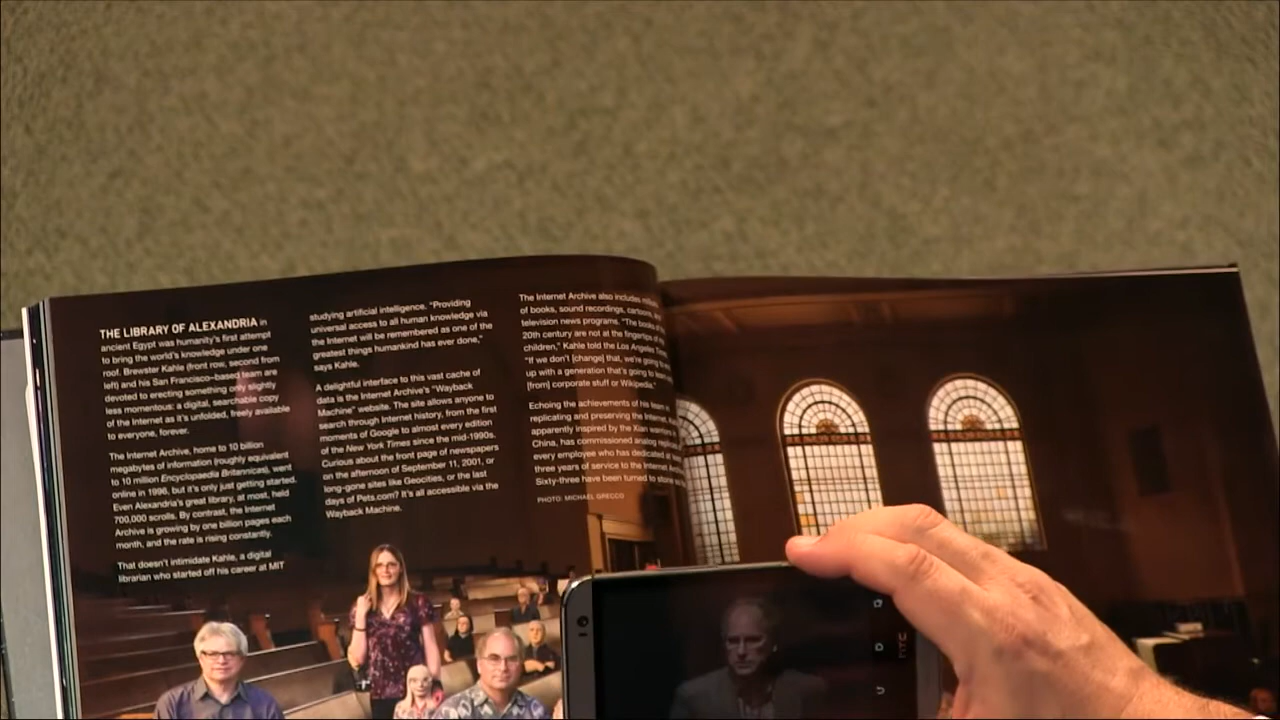 THE LIBRARY OF ALEXANDRIA in
ancient Egypt was humanity's first attempt
to bring the world's knowledge under one
roof. Brewster Kahle (front row, second from
left) and his San Francisco–based team are
devoted to erecting something only slightly
less momentous: a digital, searchable copy
of the Internet as it's unfolded, freely available
to everyone, forever.
The Internet Archive, home to 10 billion
megabytes of information (roughly equivalent
to 10 million Encyclopaedia Britannicas), went
online in 1996, but it's only just getting started.
Even Alexandria's great library, at most, held
700,000 scrolls. By contrast, the Internet
Archive is growing by one billion pages each
month, and the rate is rising constantly.
That doesn't intimidate Kahle, a digital
librarian who started off his career at MIT
studying artificial intelligence. "Providing
universal access to all human knowledge via
the Internet will be remembered as one of the
greatest things humankind has ever done,"
says Kahle.
A delightful interface to this vast cache of
data is the Internet Archive's "Wayback
Machine" website. The site allows anyone to
search through Internet history, from the first
moments of Google to almost every edition
of the New York Times since the mid-1990s.
Curious about the front page of newspapers
on the afternoon of September 11, 2001, or
long-gone sites like Geocities, or the last
days of Pets.com? It's all accessible via the
Wayback Machine.
The Internet Archive also includes
of books, sound recordings, cartoons,
television news programs. "The books of the
20th century are not at the fingertips of
children," Kahle told the Los Angeles
"If we don't [change] that, we're going to
up with a generation that's going to
[from] corporate stuff or Wikipedia."
Echoing the achievements of his team in
replicating and preserving the Internet,
apparently inspired by the Xian warriors
China, has commissioned analog
every employee who has dedicated at
three years of service to the Internet
Sixty-three have been turned to stone
PHOTO: MICHAEL GRECCO
hTC